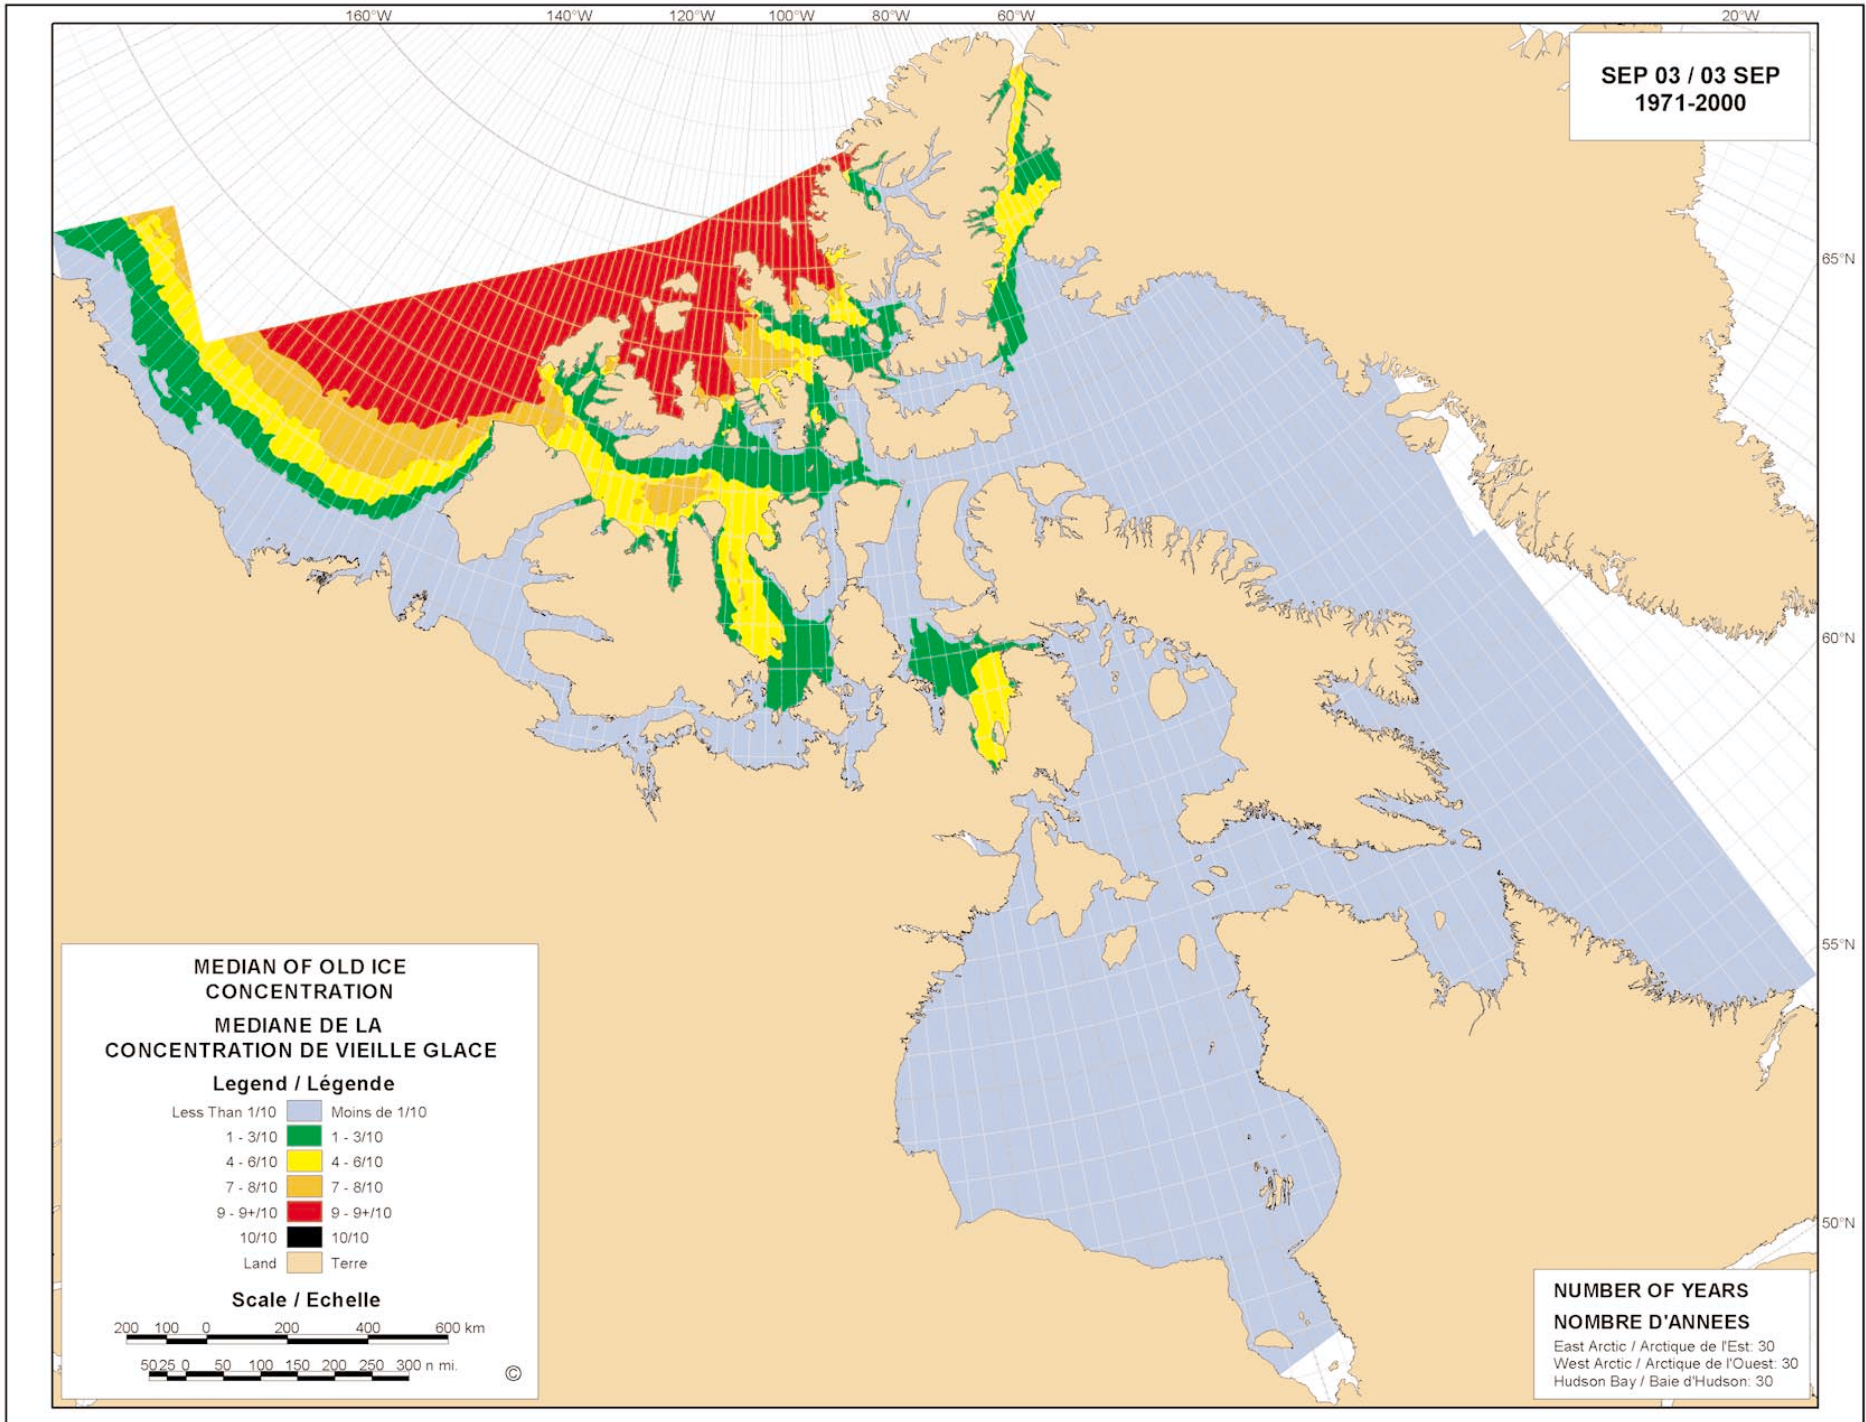 160°W 140°W 120°W 100°W 80°W 60°W 20°W
SEP 03 / 03 SEP
1971-2000
65°N
60°N
55°N
50°N
MEDIAN OF OLD ICE
CONCENTRATION
MEDIANE DE LA
CONCENTRATION DE VIEILLE GLACE
Legend / Légende
Less Than 1/10 Moins de 1/10
1 - 3/10 1 - 3/10
4 - 6/10 4 - 6/10
7 - 8/10 7 - 8/10
9 - 9+/10 9 - 9+/10
10/10 10/10
Land Terre
Scale / Echelle
200 100 0 200 400 600 km
50 25 0 50 100 150 200 250 300 n mi.
©
NUMBER OF YEARS
NOMBRE D'ANNEES
East Arctic / Arctique de l'Est: 30
West Arctic / Arctique de l'Ouest: 30
Hudson Bay / Baie d'Hudson: 30